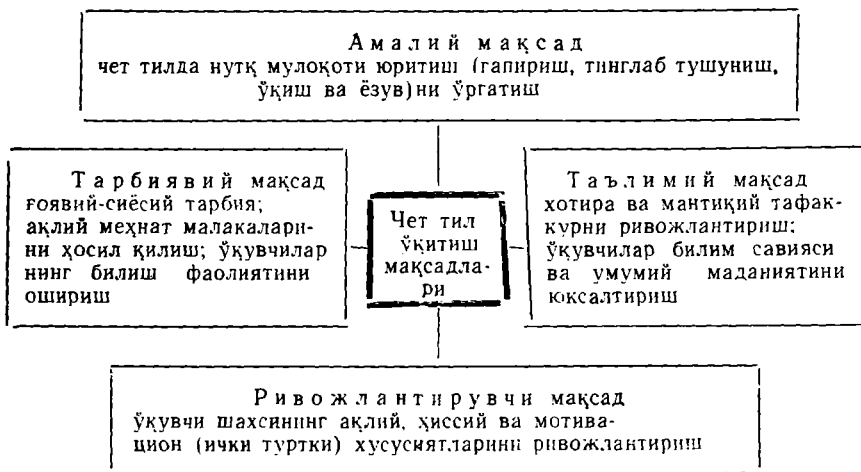 Амалий мақсад
чет тилда нутқ мулоқоти юритиш (гапириш, тинглаб тушуниш,
ўқиш ва ёзув)ни ўргатиш
Тарбиявий мақсад
ғоявий-сиёсий тарбия;
ақлий меҳнат малакалари-
ни ҳосил қилиш; ўқувчилар
нинг билиш фаолиятини
ошириш
Чет тил
ўқитиш
мақсадла-
ри
Таълимий мақсад
хотира ва мантиқий тафак-
курни ривожлантириш;
ўқувчилар билим савияси
ва умумий маданиятини
юксалтириш
Ривожлантирувчи мақсад
ўқувчи шахсининг ақлий, ҳиссий ва мотива-
цион (ички туртки) хусусиятларини ривожлантириш